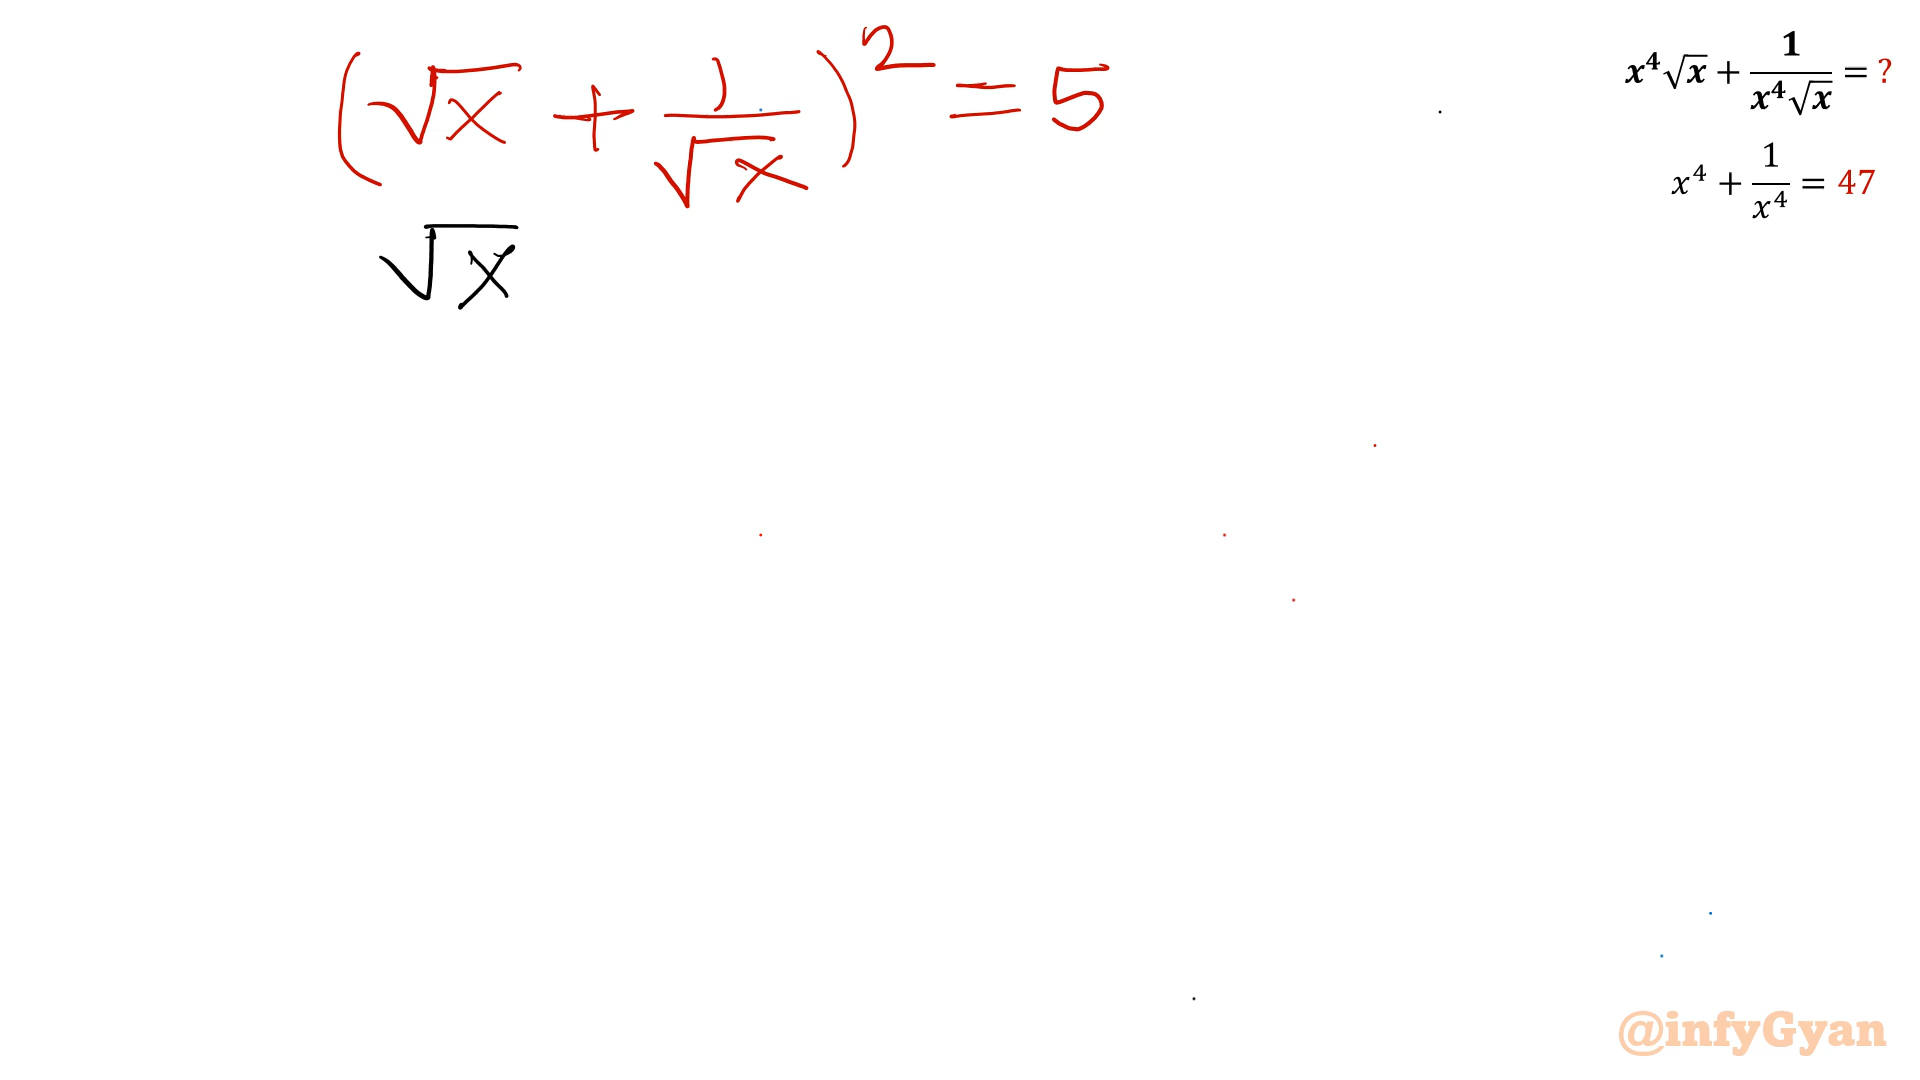 (√x + 1/√x)² = 5
√x
x⁴√x + 1/(x⁴√x) = ?
x⁴ + 1/x⁴ = 47
@infyGyan